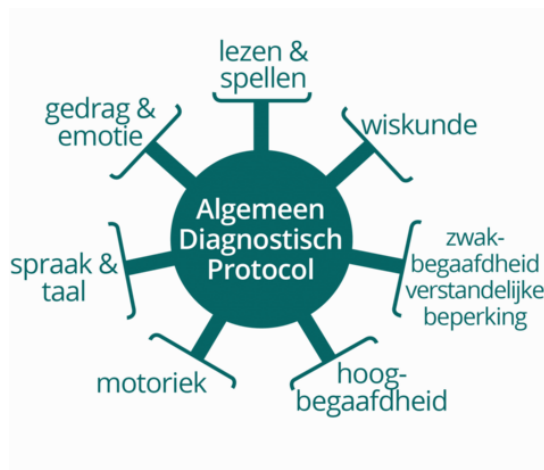 lezen &
spellen
gedrag &
emotie
wiskunde
Algemeen
Diagnostisch
Protocol
spraak &
taal
zwak-
begaafdheid
verstandelijke
beperking
motoriek
hoog-
begaafdheid